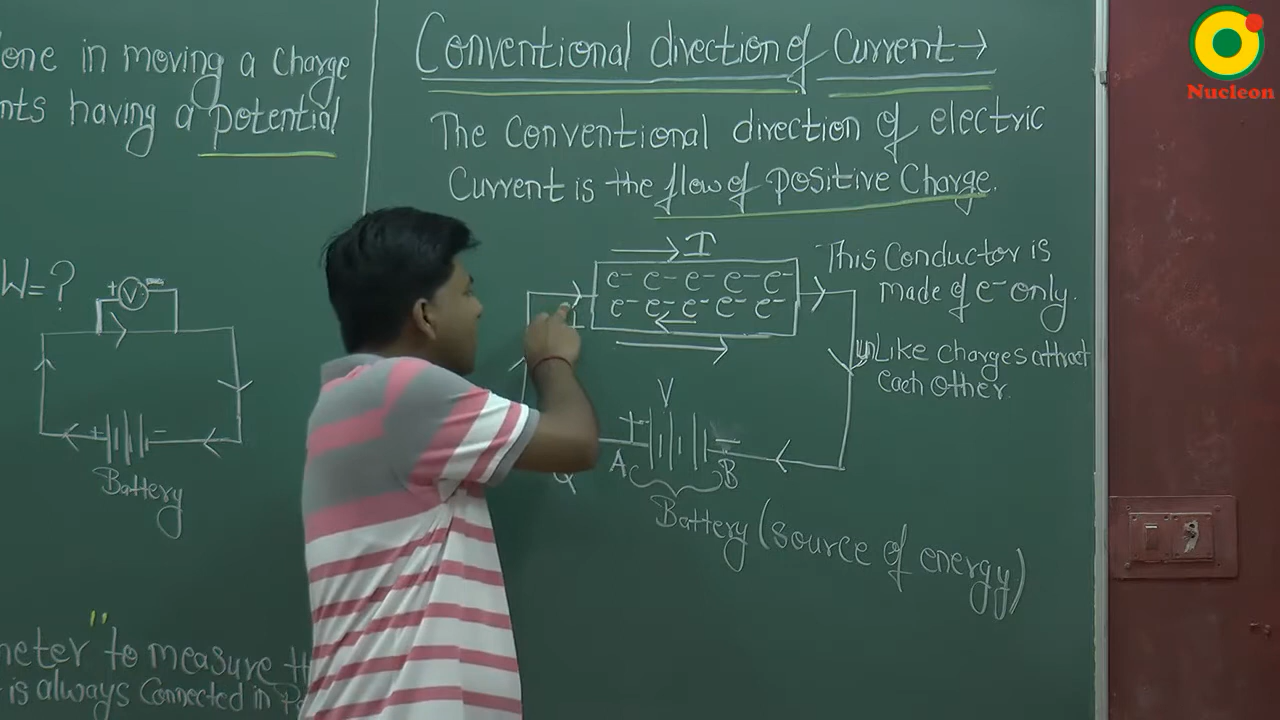 one in moving a charge
nts having a potential
W = ?
+ V -
+ -
Battery
neter" to measure th
is always Connected in Pa
Conventional direction of Current →
The Conventional direction of electric
Current is the flow of positive Charge.
I
e- e- e- e- e-
e- e- e- e- e-
I
This Conductor is
made of e- only.
unLike charges attract
Each Other.
V
+ -
A B
Q
Battery (source of energy)
Nucleon